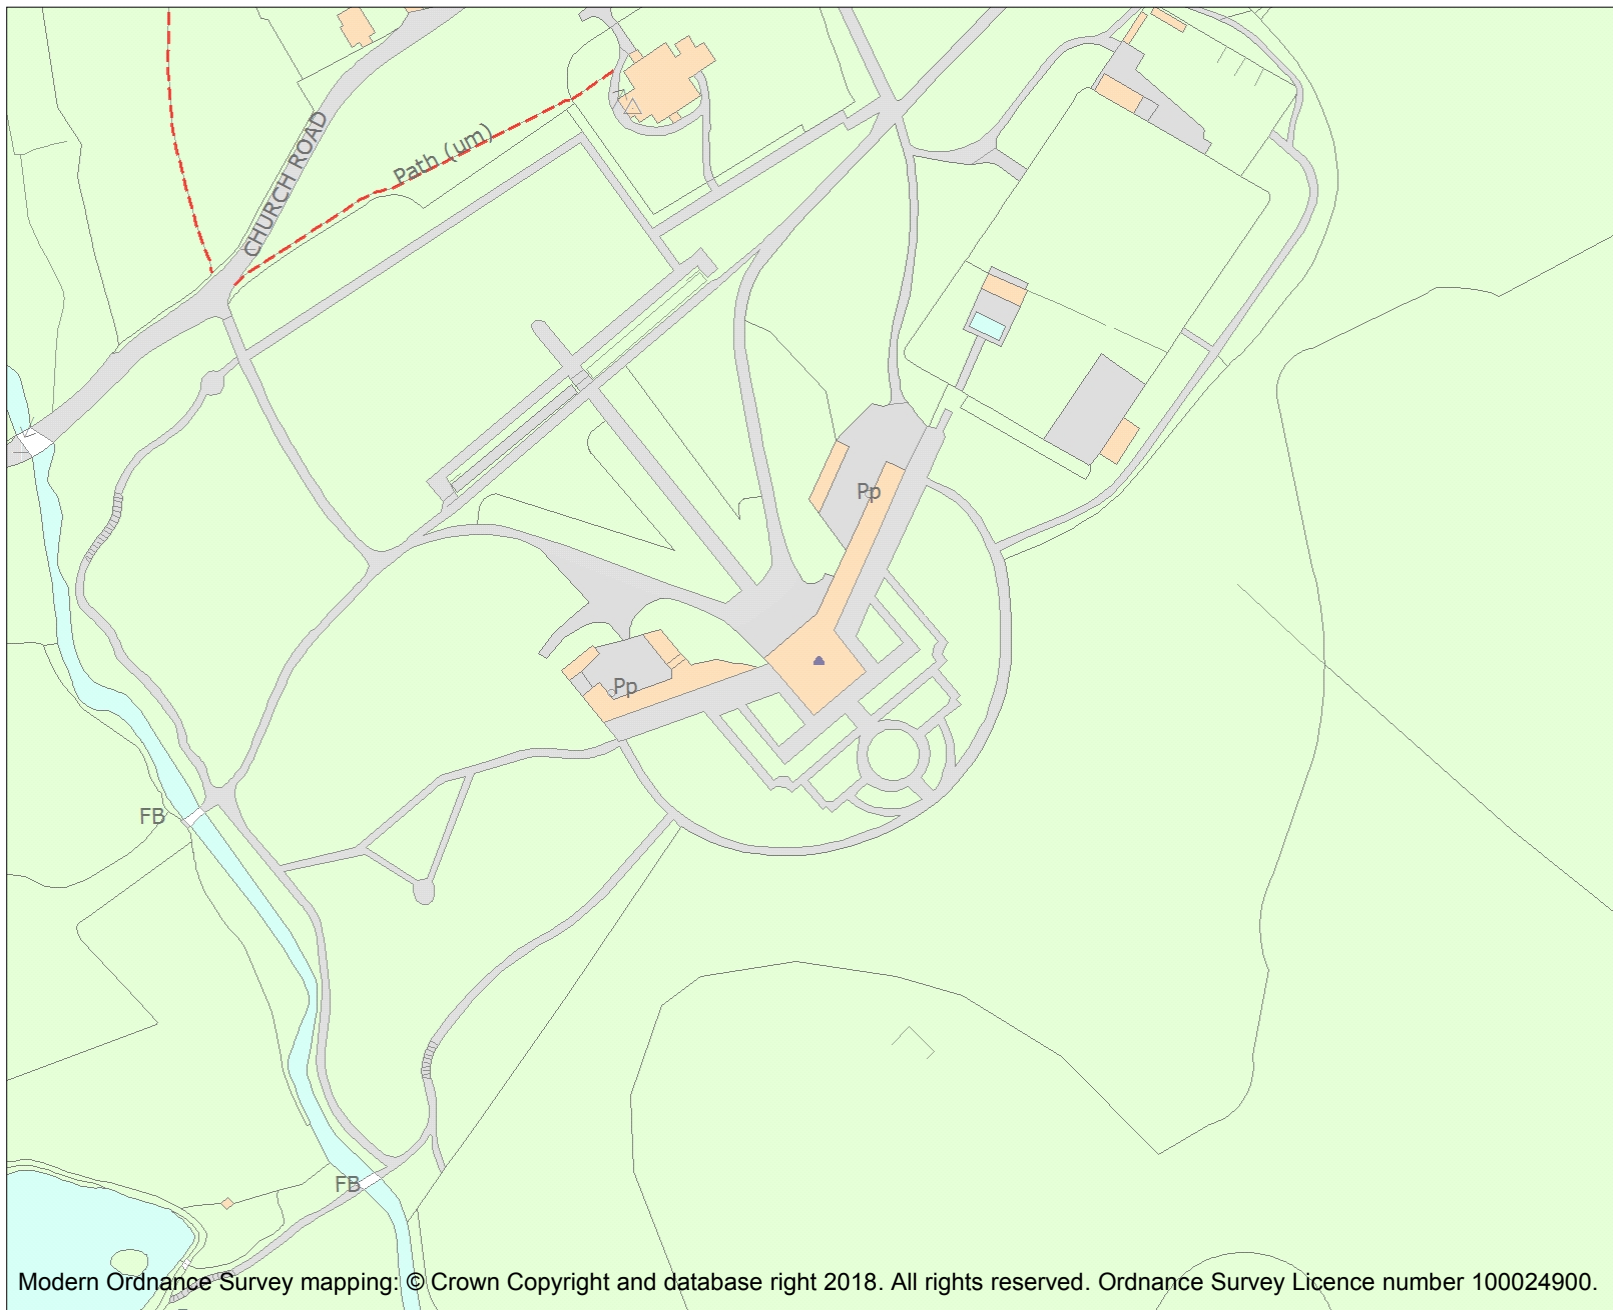 CHURCH ROAD
Path (um)
Pp
Pp
FB
FB
Modern Ordnance Survey mapping: © Crown Copyright and database right 2018. All rights reserved. Ordnance Survey Licence number 100024900.